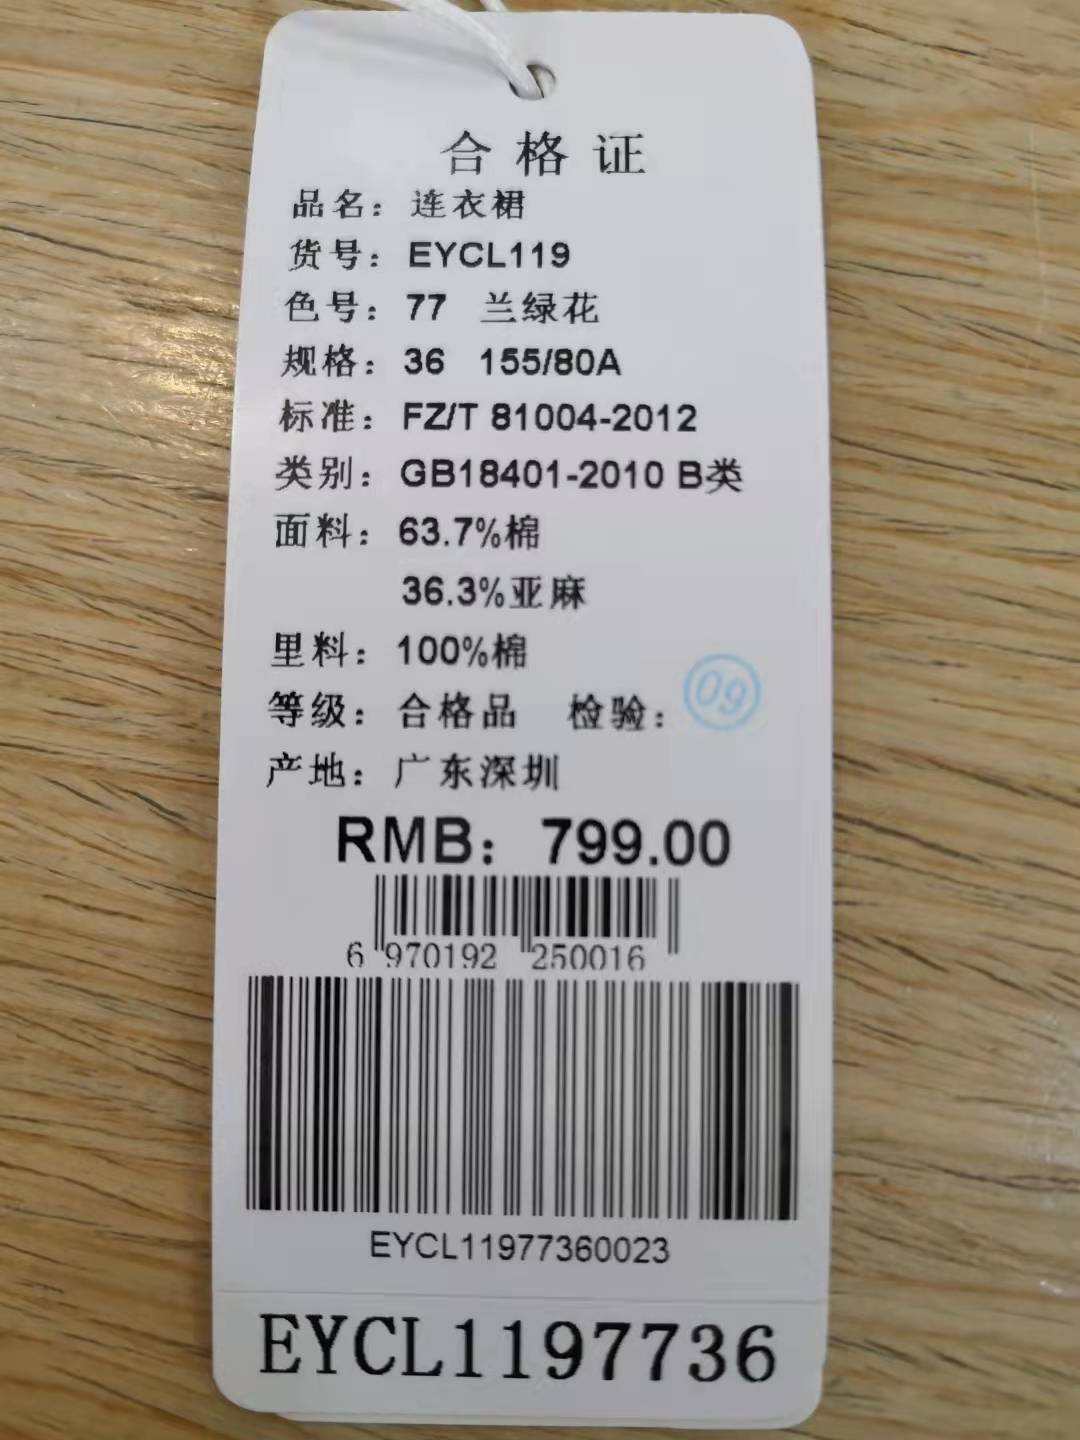 合格证
品名：连衣裙
货号：EYCL119
色号：77 兰绿花
规格：36 155/80A
标准：FZ/T 81004-2012
类别：GB18401-2010 B类
面料：63.7%棉
36.3%亚麻
里料：100%棉
等级：合格品 检验：09
产地：广东深圳
RMB：799.00
6 970192 250016
EYCL11977360023
EYCL1197736